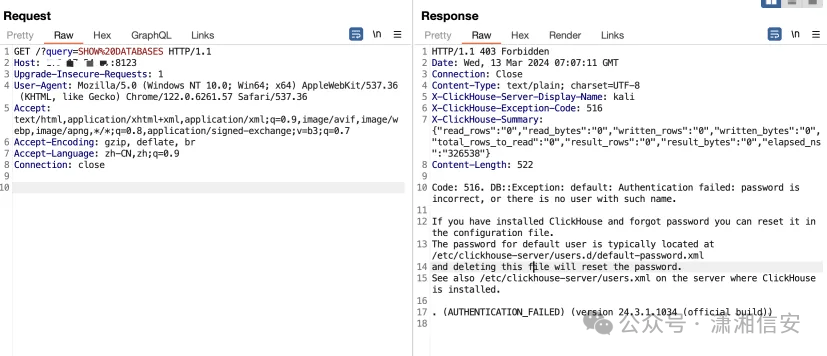 Request
Pretty Raw Hex GraphQL Links
\n
1 GET /?query=SHOW%20DATABASES HTTP/1.1
2 Host: :8123
3 Upgrade-Insecure-Requests: 1
4 User-Agent: Mozilla/5.0 (Windows NT 10.0; Win64; x64) AppleWebKit/537.36
(KHTML, like Gecko) Chrome/122.0.6261.57 Safari/537.36
5 Accept:
text/html,application/xhtml+xml,application/xml;q=0.9,image/avif,image/w
ebp,image/apng,*/*;q=0.8,application/signed-exchange;v=b3;q=0.7
6 Accept-Encoding: gzip, deflate, br
7 Accept-Language: zh-CN,zh;q=0.9
8 Connection: close
9
10
Response
Pretty Raw Hex Render Links
\n
1 HTTP/1.1 403 Forbidden
2 Date: Wed, 13 Mar 2024 07:07:11 GMT
3 Connection: Close
4 Content-Type: text/plain; charset=UTF-8
5 X-ClickHouse-Server-Display-Name: kali
6 X-ClickHouse-Exception-Code: 516
7 X-ClickHouse-Summary:
{"read_rows":"0","read_bytes":"0","written_rows":"0","written_bytes":"0",
"total_rows_to_read":"0","result_rows":"0","result_bytes":"0","elapsed_ns
":"326538"}
8 Content-Length: 522
9
10 Code: 516. DB::Exception: default: Authentication failed: password is
incorrect, or there is no user with such name.
11
12 If you have installed ClickHouse and forgot password you can reset it in
the configuration file.
13 The password for default user is typically located at
/etc/clickhouse-server/users.d/default-password.xml
14 and deleting this file will reset the password.
15 See also /etc/clickhouse-server/users.xml on the server where ClickHouse
is installed.
16
17 . (AUTHENTICATION_FAILED) (version 24.3.1.1034 (official build))
18
公众号 · 潇湘信安